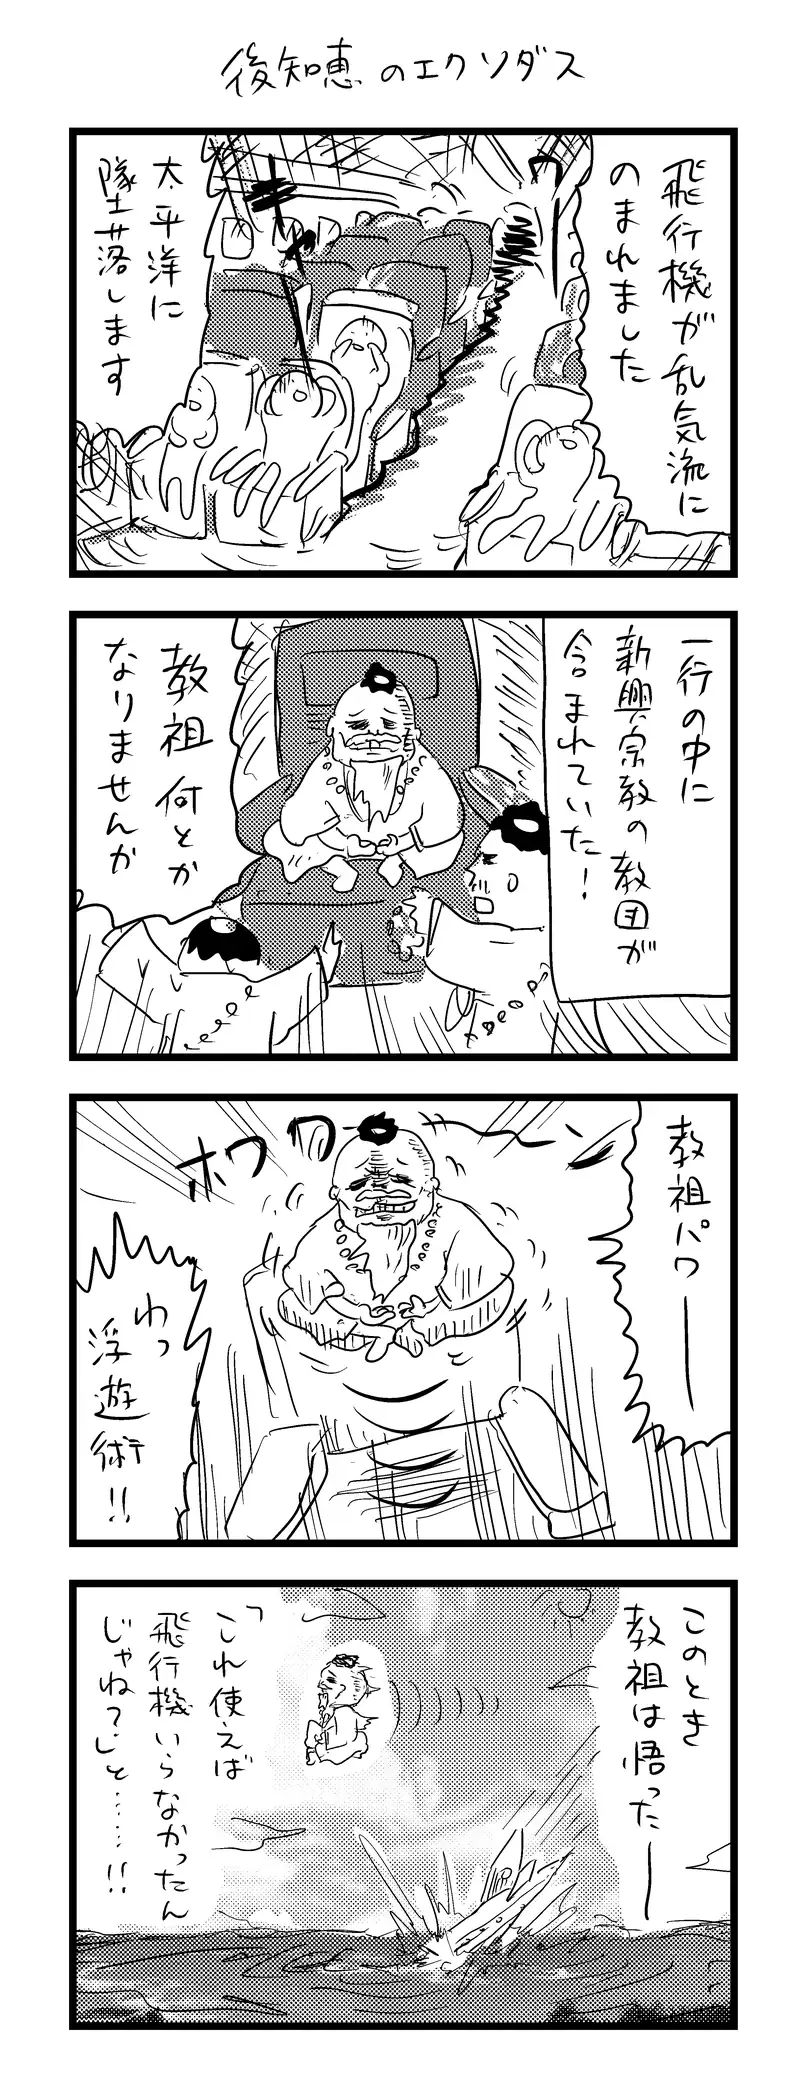 後知恵のエクソダス
飛行機が乱気流に
のまれました
太平洋に
墜落します
一行の中に
新興宗教の教団が
含まれていた！
教祖何とか
なりませんか
教祖パワー
ホワワー
わっ
浮遊術！！
このとき
教祖は悟ったー
「これ使えば
飛行機いらなかったん
じゃね？」と……！！